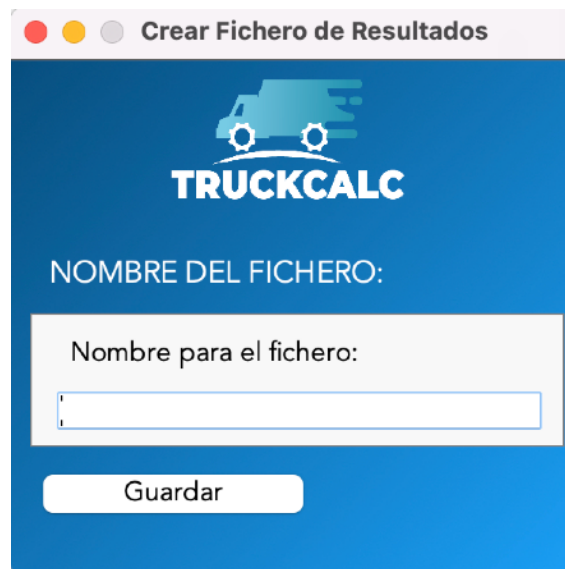 Crear Fichero de Resultados
TRUCKCALC
NOMBRE DEL FICHERO:
Nombre para el fichero:
Guardar